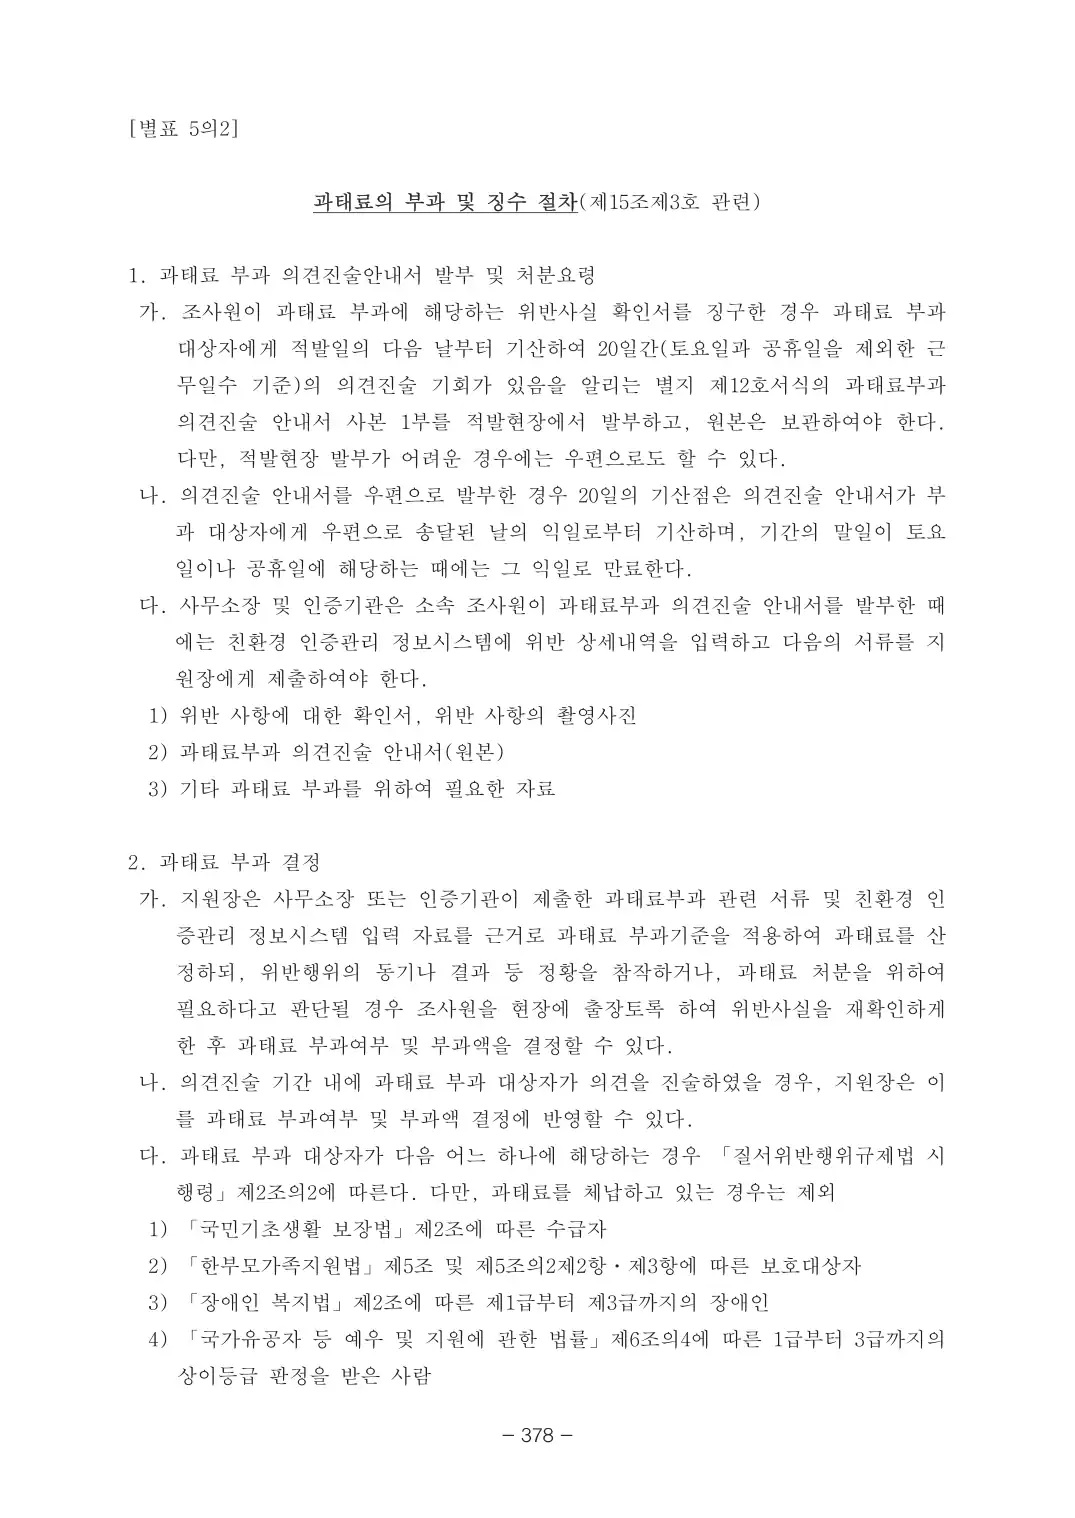 [별표 5의2]
과태료의 부과 및 징수 절차(제15조제3호 관련)
1. 과태료 부과 의견진술안내서 발부 및 처분요령
가. 조사원이 과태료 부과에 해당하는 위반사실 확인서를 징구한 경우 과태료 부과
대상자에게 적발일의 다음 날부터 기산하여 20일간(토요일과 공휴일을 제외한 근
무일수 기준)의 의견진술 기회가 있음을 알리는 별지 제12호서식의 과태료부과
의견진술 안내서 사본 1부를 적발현장에서 발부하고, 원본은 보관하여야 한다.
다만, 적발현장 발부가 어려운 경우에는 우편으로도 할 수 있다.
나. 의견진술 안내서를 우편으로 발부한 경우 20일의 기산점은 의견진술 안내서가 부
과 대상자에게 우편으로 송달된 날의 익일로부터 기산하며, 기간의 말일이 토요
일이나 공휴일에 해당하는 때에는 그 익일로 만료한다.
다. 사무소장 및 인증기관은 소속 조사원이 과태료부과 의견진술 안내서를 발부한 때
에는 친환경 인증관리 정보시스템에 위반 상세내역을 입력하고 다음의 서류를 지
원장에게 제출하여야 한다.
1) 위반 사항에 대한 확인서, 위반 사항의 촬영사진
2) 과태료부과 의견진술 안내서(원본)
3) 기타 과태료 부과를 위하여 필요한 자료
2. 과태료 부과 결정
가. 지원장은 사무소장 또는 인증기관이 제출한 과태료부과 관련 서류 및 친환경 인
증관리 정보시스템 입력 자료를 근거로 과태료 부과기준을 적용하여 과태료를 산
정하되, 위반행위의 동기나 결과 등 정황을 참작하거나, 과태료 처분을 위하여
필요하다고 판단될 경우 조사원을 현장에 출장토록 하여 위반사실을 재확인하게
한 후 과태료 부과여부 및 부과액을 결정할 수 있다.
나. 의견진술 기간 내에 과태료 부과 대상자가 의견을 진술하였을 경우, 지원장은 이
를 과태료 부과여부 및 부과액 결정에 반영할 수 있다.
다. 과태료 부과 대상자가 다음 어느 하나에 해당하는 경우 「질서위반행위규제법 시
행령」제2조의2에 따른다. 다만, 과태료를 체납하고 있는 경우는 제외
1) 「국민기초생활 보장법」제2조에 따른 수급자
2) 「한부모가족지원법」제5조 및 제5조의2제2항·제3항에 따른 보호대상자
3) 「장애인 복지법」제2조에 따른 제1급부터 제3급까지의 장애인
4) 「국가유공자 등 예우 및 지원에 관한 법률」제6조의4에 따른 1급부터 3급까지의
상이등급 판정을 받은 사람
- 378 -